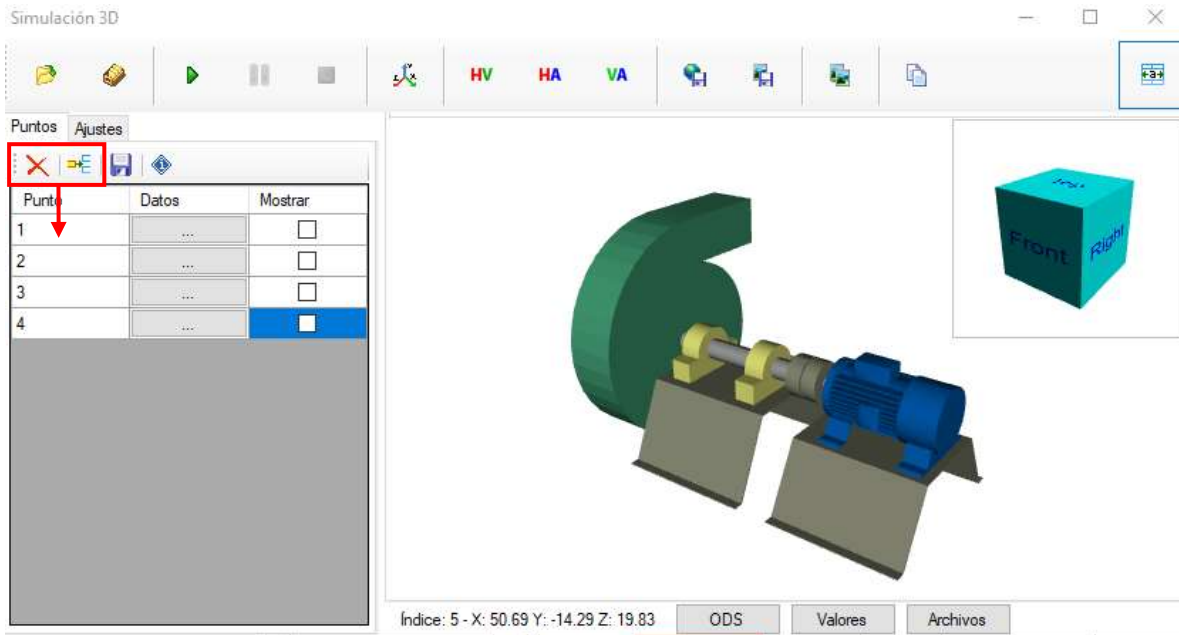 Simulación 3D
HV HA VA
Puntos Ajustes
Punto Datos Mostrar
1 ...
2 ...
3 ...
4 ...
Front Right
Índice: 5 - X: 50.69 Y: -14.29 Z: 19.83 ODS Valores Archivos